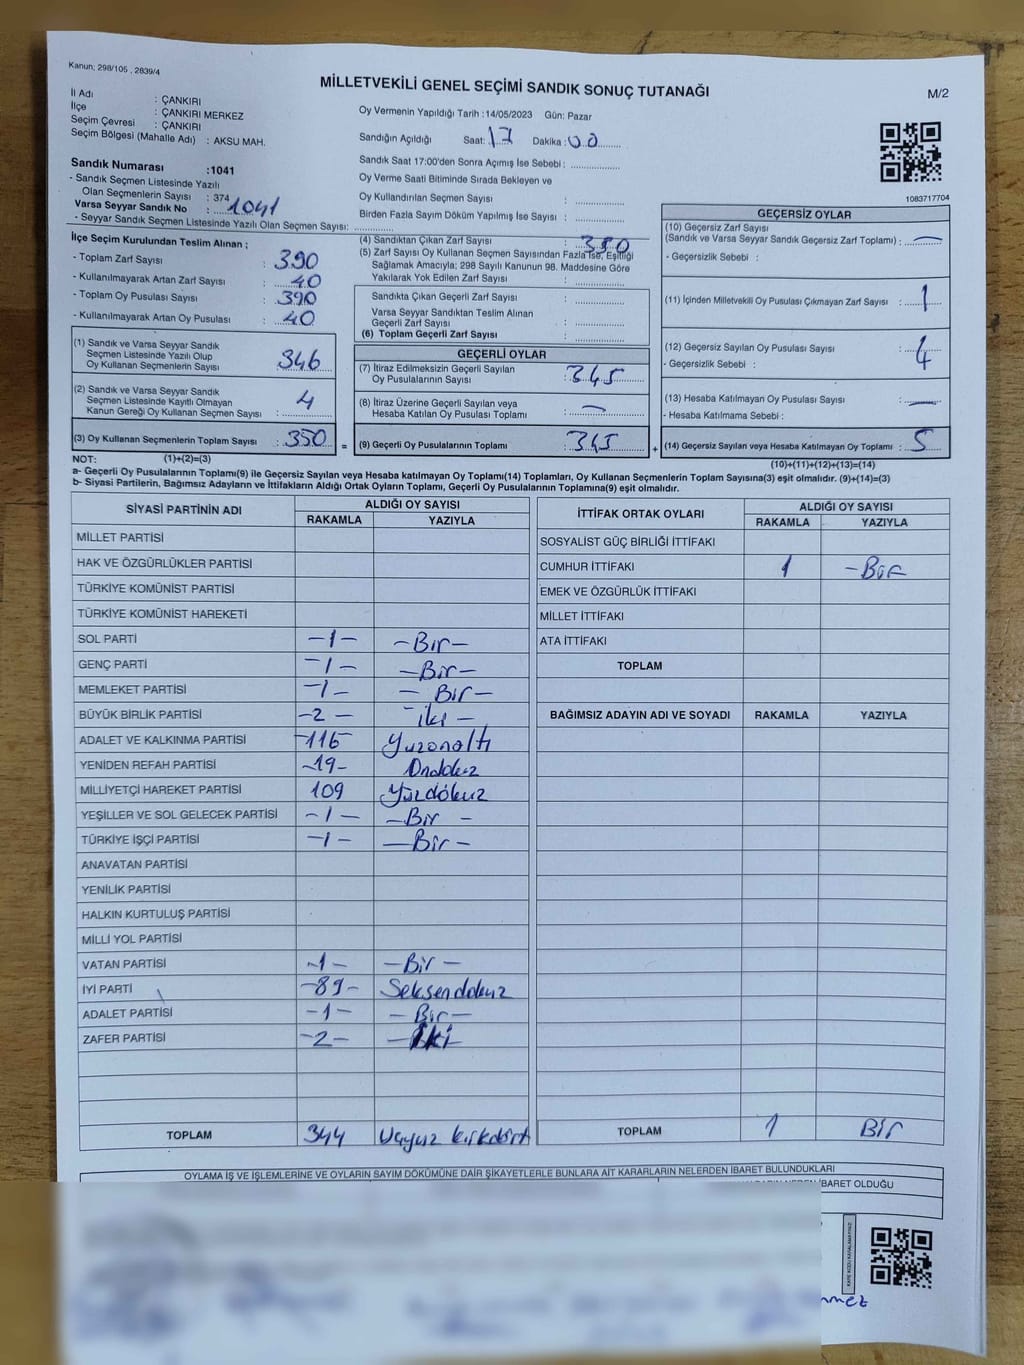 Kanun; 298/105 , 2839/4
MİLLETVEKİLİ GENEL SEÇİMİ SANDIK SONUÇ TUTANAĞI
M/2
İl Adı : ÇANKIRI
İlçe : ÇANKIRI MERKEZ
Seçim Çevresi : ÇANKIRI
Seçim Bölgesi (Mahalle Adı) : AKSU MAH.
Sandık Numarası :1041
- Sandık Seçmen Listesinde Yazılı
Olan Seçmenlerin Sayısı : 374
Varsa Seyyar Sandık No : 1041
- Seyyar Sandık Seçmen Listesinde Yazılı Olan Seçmen Sayısı:
Oy Vermenin Yapıldığı Tarih :14/05/2023 Gün: Pazar
Sandığın Açıldığı Saat: 17 Dakika : 00
Sandık Saat 17:00'den Sonra Açılmış İse Sebebi :
Oy Verme Saati Bitiminde Sırada Bekleyen ve
Oy Kullandırılan Seçmen Sayısı :
Birden Fazla Sayım Döküm Yapılmış İse Sayısı :
1083717704
İlçe Seçim Kurulundan Teslim Alınan ;
- Toplam Zarf Sayısı : 390
- Kullanılmayarak Artan Zarf Sayısı : 40
- Toplam Oy Pusulası Sayısı : 390
- Kullanılmayarak Artan Oy Pusulası : 40
(1) Sandık ve Varsa Seyyar Sandık
Seçmen Listesinde Yazılı Olup
Oy Kullanan Seçmenlerin Sayısı : 346
(2) Sandık ve Varsa Seyyar Sandık
Seçmen Listesinde Kayıtlı Olmayan
Kanun Gereği Oy Kullanan Seçmen Sayısı : 4
(3) Oy Kullanan Seçmenlerin Toplam Sayısı : 350 =
(4) Sandıktan Çıkan Zarf Sayısı : 350
(5) Zarf Sayısı Oy Kullanan Seçmen Sayısından Fazla İse, Eşitliği
Sağlamak Amacıyla; 298 Sayılı Kanunun 98. Maddesine Göre
Yakılarak Yok Edilen Zarf Sayısı :
Sandıkta Çıkan Geçerli Zarf Sayısı :
Varsa Seyyar Sandıktan Teslim Alınan
Geçerli Zarf Sayısı :
(6) Toplam Geçerli Zarf Sayısı :
GEÇERLİ OYLAR
(7) İtiraz Edilmeksizin Geçerli Sayılan
Oy Pusulalarının Sayısı : 345
(8) İtiraz Üzerine Geçerli Sayılan veya
Hesaba Katılan Oy Pusulası Toplamı : —
(9) Geçerli Oy Pusulalarının Toplamı : 345 +
GEÇERSİZ OYLAR
(10) Geçersiz Zarf Sayısı
(Sandık ve Varsa Seyyar Sandık Geçersiz Zarf Toplamı) : —
- Geçersizlik Sebebi :
(11) İçinden Milletvekili Oy Pusulası Çıkmayan Zarf Sayısı : 1
(12) Geçersiz Sayılan Oy Pusulası Sayısı : 4
- Geçersizlik Sebebi :
(13) Hesaba Katılmayan Oy Pusulası Sayısı : —
- Hesaba Katılmama Sebebi :
(14) Geçersiz Sayılan veya Hesaba Katılmayan Oy Toplamı : 5
NOT: (1)+(2)=(3)
(10)+(11)+(12)+(13)=(14)
a- Geçerli Oy Pusulalarının Toplamı(9) ile Geçersiz Sayılan veya Hesaba katılmayan Oy Toplamı(14) Toplamları, Oy Kullanan Seçmenlerin Toplam Sayısına(3) eşit olmalıdır. (9)+(14)=(3)
b- Siyasi Partilerin, Bağımsız Adayların ve İttifakların Aldığı Ortak Oyların Toplamı, Geçerli Oy Pusulalarının Toplamına(9) eşit olmalıdır.
SİYASİ PARTİNİN ADI
ALDIĞI OY SAYISI
RAKAMLA YAZIYLA
MİLLET PARTİSİ
HAK VE ÖZGÜRLÜKLER PARTİSİ
TÜRKİYE KOMÜNİST PARTİSİ
TÜRKİYE KOMÜNİST HAREKETİ
SOL PARTİ -1- -Bir-
GENÇ PARTİ -1- -Bir-
MEMLEKET PARTİSİ -1- - Bir-
BÜYÜK BİRLİK PARTİSİ -2- -iki-
ADALET VE KALKINMA PARTİSİ -116 Yüzonaltı
YENİDEN REFAH PARTİSİ -19- Ondokuz
MİLLİYETÇİ HAREKET PARTİSİ 109 Yüzdokuz
YEŞİLLER VE SOL GELECEK PARTİSİ -1- -Bir -
TÜRKİYE İŞÇİ PARTİSİ -1- -Bir-
ANAVATAN PARTİSİ
YENİLİK PARTİSİ
HALKIN KURTULUŞ PARTİSİ
MİLLİ YOL PARTİSİ
VATAN PARTİSİ -1- -Bir-
İYİ PARTİ -89- Seksendokuz
ADALET PARTİSİ -1- -Bir-
ZAFER PARTİSİ -2- -İki
TOPLAM 344 Üçyüz kırkdört
İTTİFAK ORTAK OYLARI
ALDIĞI OY SAYISI
RAKAMLA YAZIYLA
SOSYALİST GÜÇ BİRLİĞİ İTTİFAKI
CUMHUR İTTİFAKI 1 -Bir
EMEK VE ÖZGÜRLÜK İTTİFAKI
MİLLET İTTİFAKI
ATA İTTİFAKI
TOPLAM
BAĞIMSIZ ADAYIN ADI VE SOYADI RAKAMLA YAZIYLA
TOPLAM 1 Bir
OYLAMA İŞ VE İŞLEMLERİNE VE OYLARIN SAYIM DÖKÜMÜNE DAİR ŞİKAYETLERLE BUNLARA AİT KARARLARIN NELERDEN İBARET BULUNDUKLARI
İBARET OLDUĞU